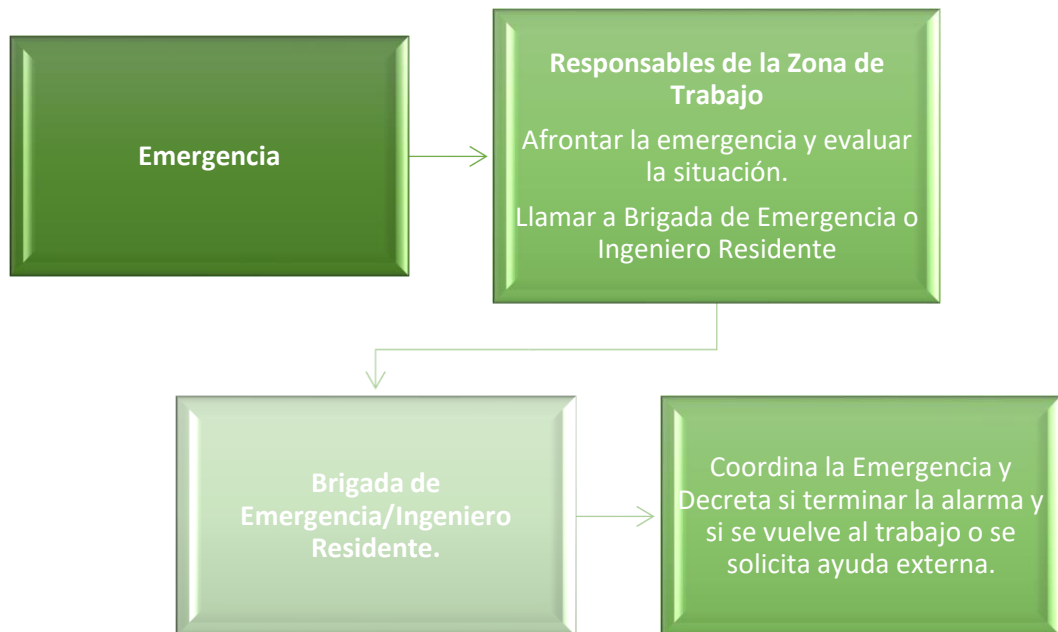 Emergencia
Responsables de la Zona de
Trabajo
Afrontar la emergencia y evaluar
la situación.
Llamar a Brigada de Emergencia o
Ingeniero Residente
Brigada de
Emergencia/Ingeniero
Residente.
Coordina la Emergencia y
Decreta si terminar la alarma y
si se vuelve al trabajo o se
solicita ayuda externa.